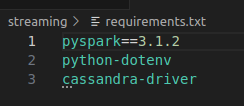 streaming > requirements.txt
1 pyspark==3.1.2
2 python-dotenv
3 cassandra-driver